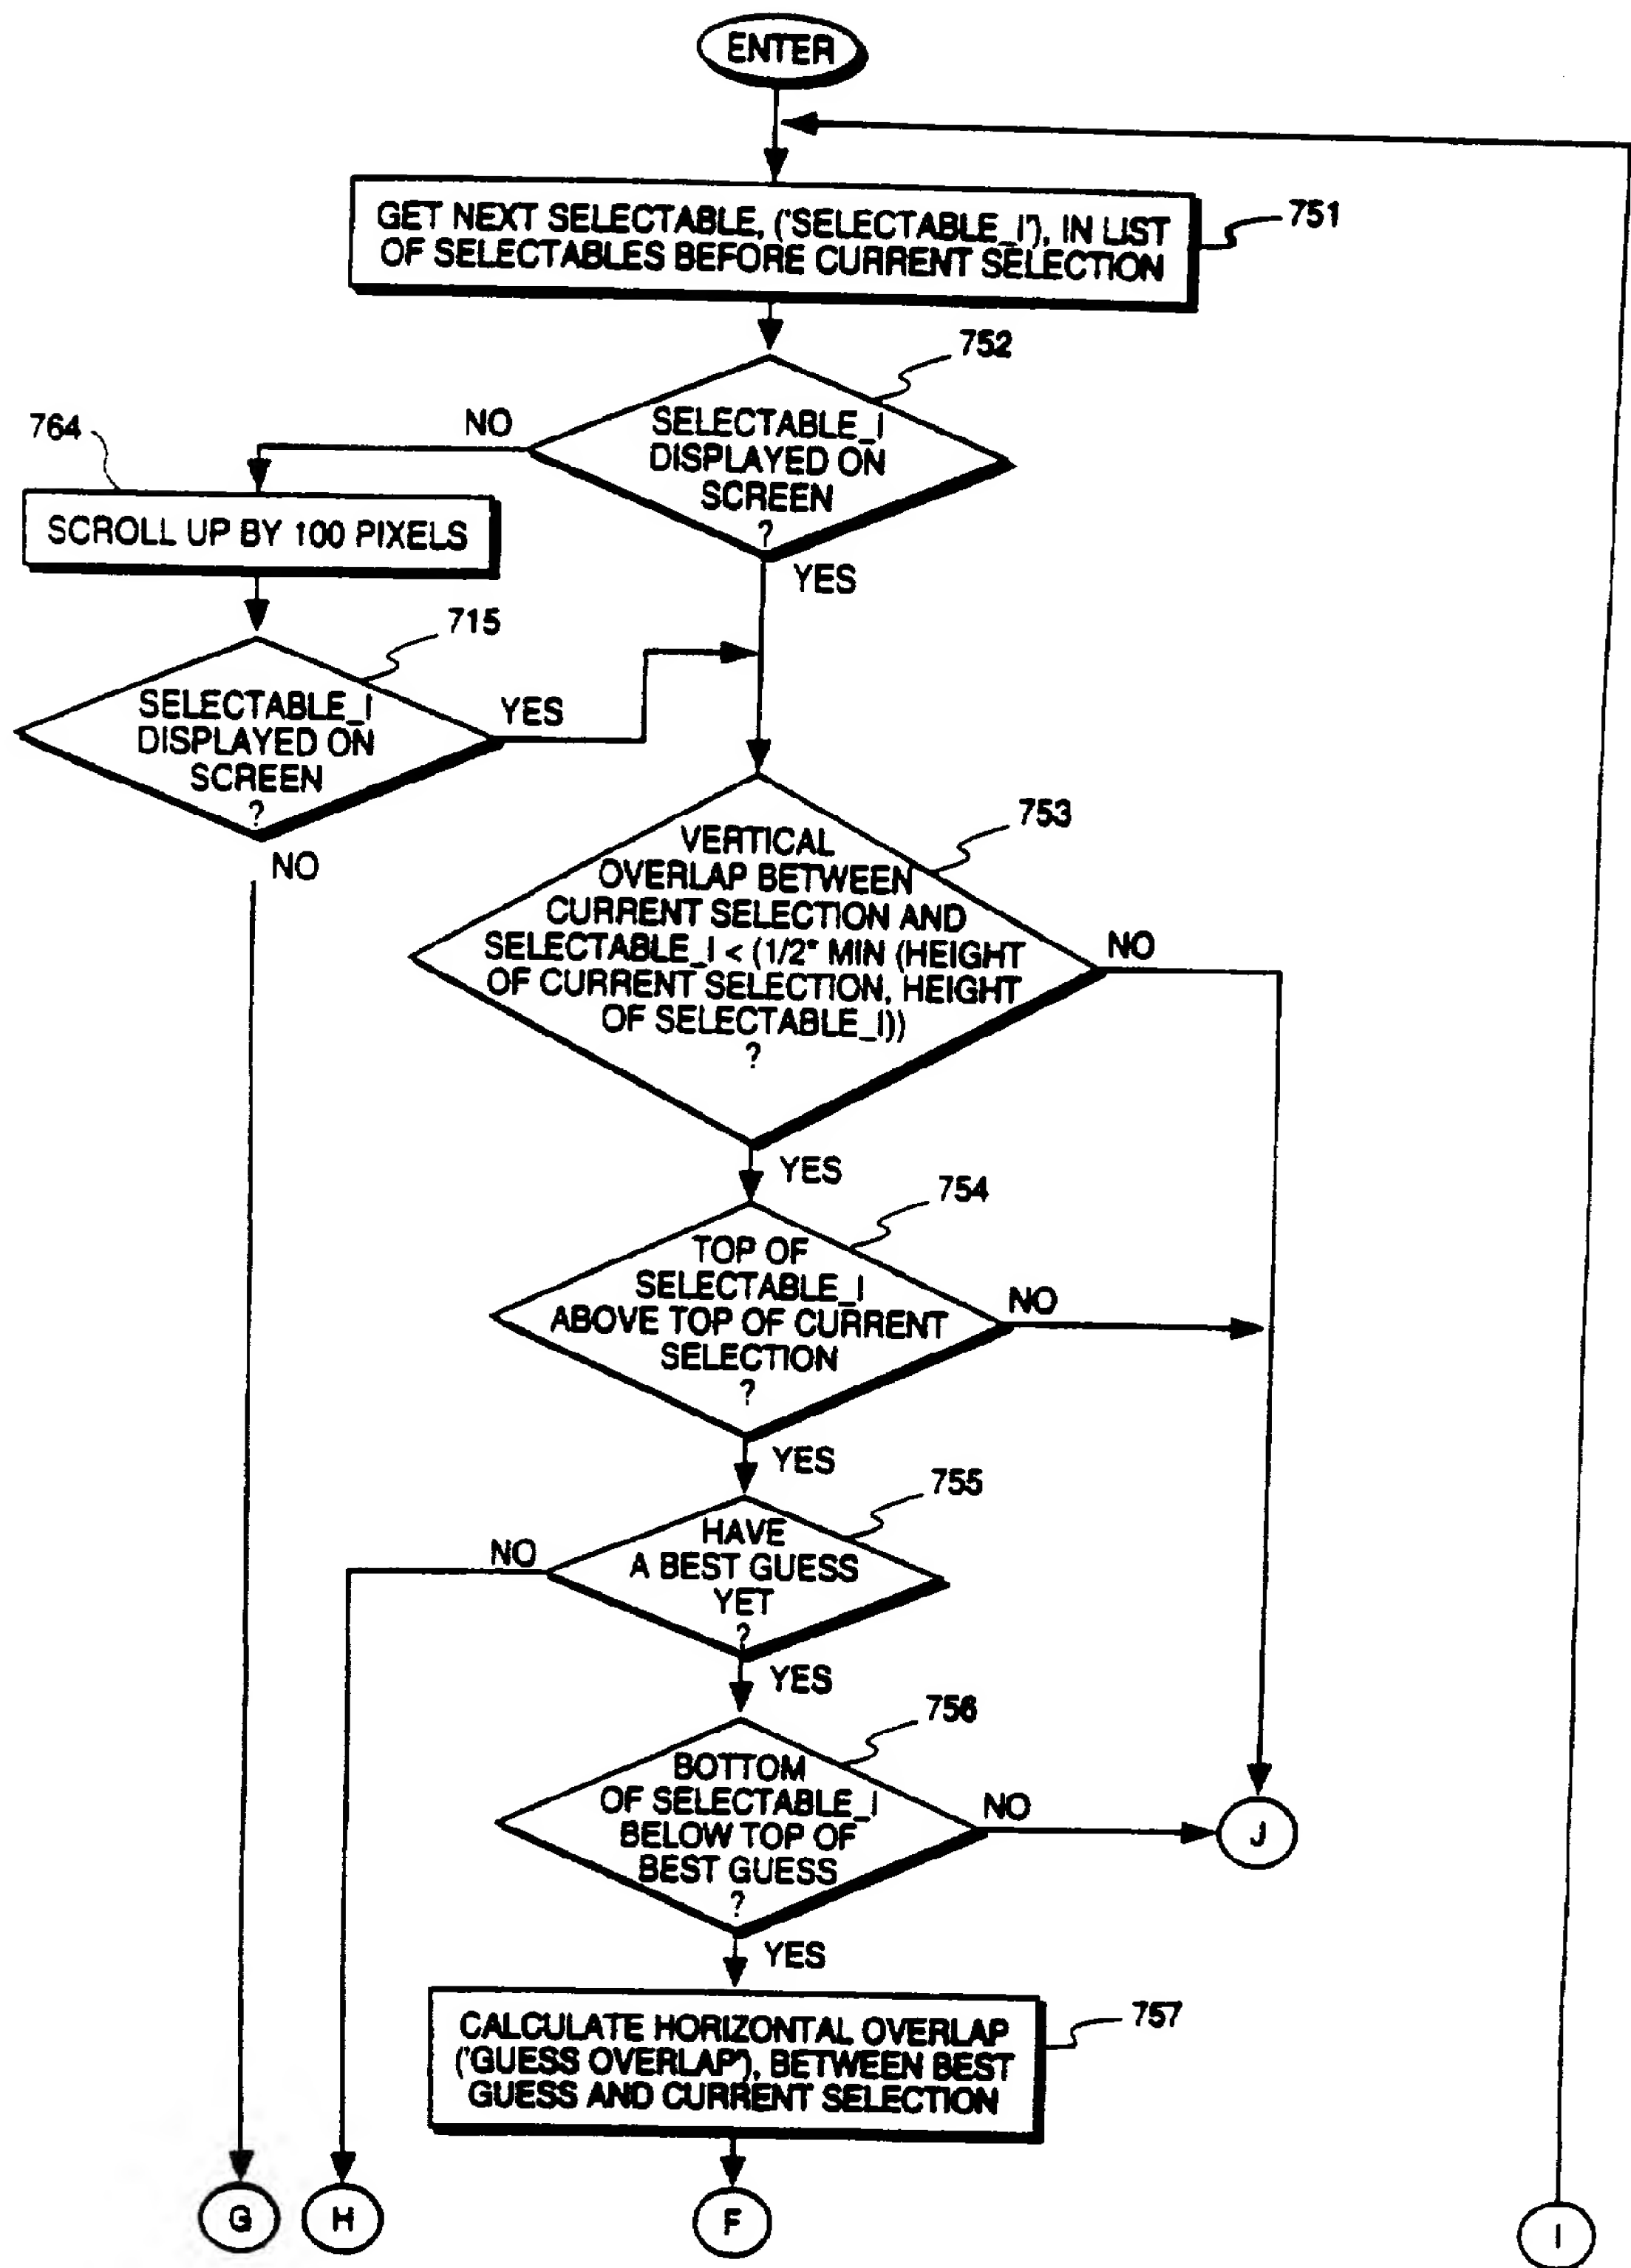 ENTER
GET NEXT SELECTABLE, ('SELECTABLE_I'), IN LIST
OF SELECTABLES BEFORE CURRENT SELECTION
751
752
SELECTABLE_I
DISPLAYED ON
SCREEN
?
NO
YES
764
SCROLL UP BY 100 PIXELS
715
SELECTABLE_I
DISPLAYED ON
SCREEN
?
YES
NO
753
VERTICAL
OVERLAP BETWEEN
CURRENT SELECTION AND
SELECTABLE_I < (1/2* MIN (HEIGHT
OF CURRENT SELECTION, HEIGHT
OF SELECTABLE_I))
?
NO
YES
754
TOP OF
SELECTABLE_I
ABOVE TOP OF CURRENT
SELECTION
?
NO
YES
755
HAVE
A BEST GUESS
YET
?
NO
YES
756
BOTTOM
OF SELECTABLE_I
BELOW TOP OF
BEST GUESS
?
NO
J
YES
757
CALCULATE HORIZONTAL OVERLAP
('GUESS OVERLAP'), BETWEEN BEST
GUESS AND CURRENT SELECTION
G
H
F
I